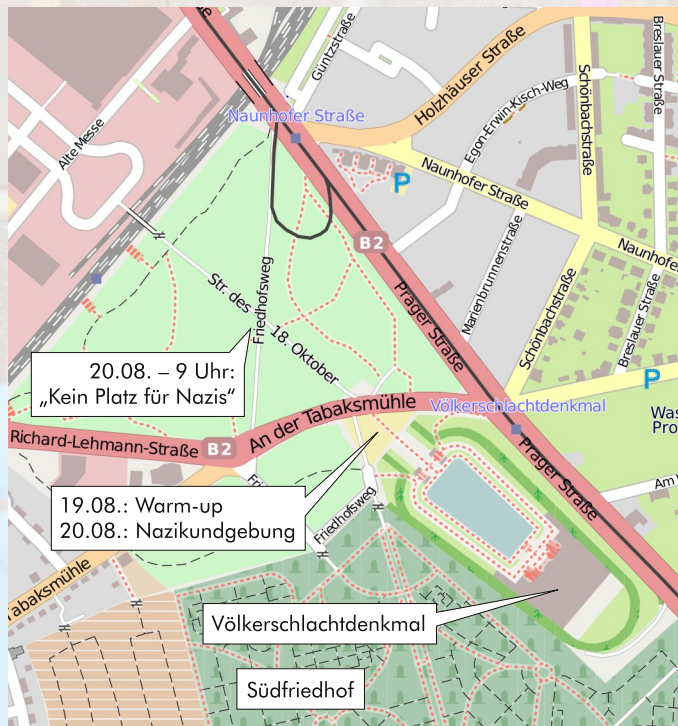 Güntzstraße
Holzhäuser Straße
Breslauer Straße
Schönbachstraße
Egon-Erwin-Kisch-Weg
Naunhofer Straße
Alte Messe
Naunhofer Straße
P
Naunhofer
B2
Marienbrunnenstraße
Friedhofsweg
Str. des
18. Oktober
Prager Straße
Schönbachstraße
Breslauer Straße
20.08. – 9 Uhr:
„Kein Platz für Nazis“
P
An der Tabaksmühle
Völkerschlachtdenkmal
Richard-Lehmann-Straße
B2
Prager Straße
19.08.: Warm-up
20.08.: Nazikundgebung
Friedhofsweg
Am
Tabaksmühle
Völkerschlachtdenkmal
Südfriedhof